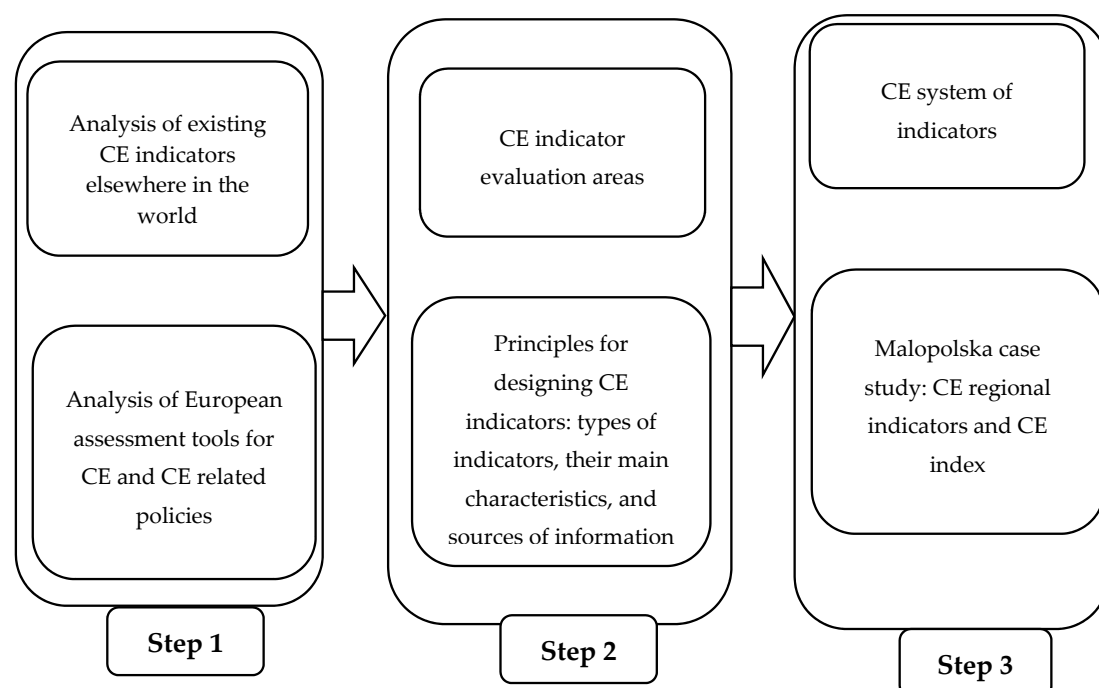 Analysis of existing
CE indicators
elsewhere in the
world
Analysis of European
assessment tools for
CE and CE related
policies
Step 1
CE indicator
evaluation areas
Principles for
designing CE
indicators: types of
indicators, their main
characteristics, and
sources of information
Step 2
CE system of
indicators
Malopolska case
study: CE regional
indicators and CE
index
Step 3